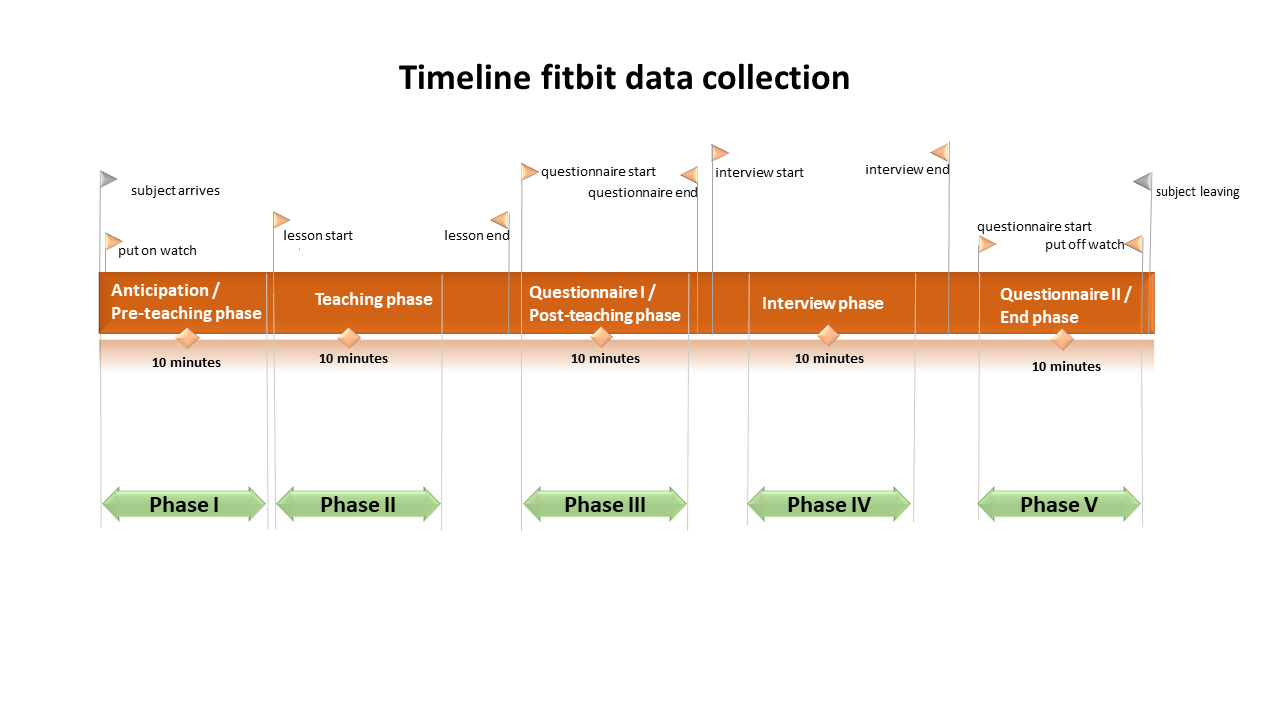 Timeline fitbit data collection
subject arrives
put on watch
lesson start
lesson end
questionnaire start
questionnaire end
interview start
interview end
questionnaire start
put off watch
subject leaving
Anticipation /
Pre-teaching phase
Teaching phase
Questionnaire I /
Post-teaching phase
Interview phase
Questionnaire II /
End phase
10 minutes
10 minutes
10 minutes
10 minutes
10 minutes
Phase I
Phase II
Phase III
Phase IV
Phase V